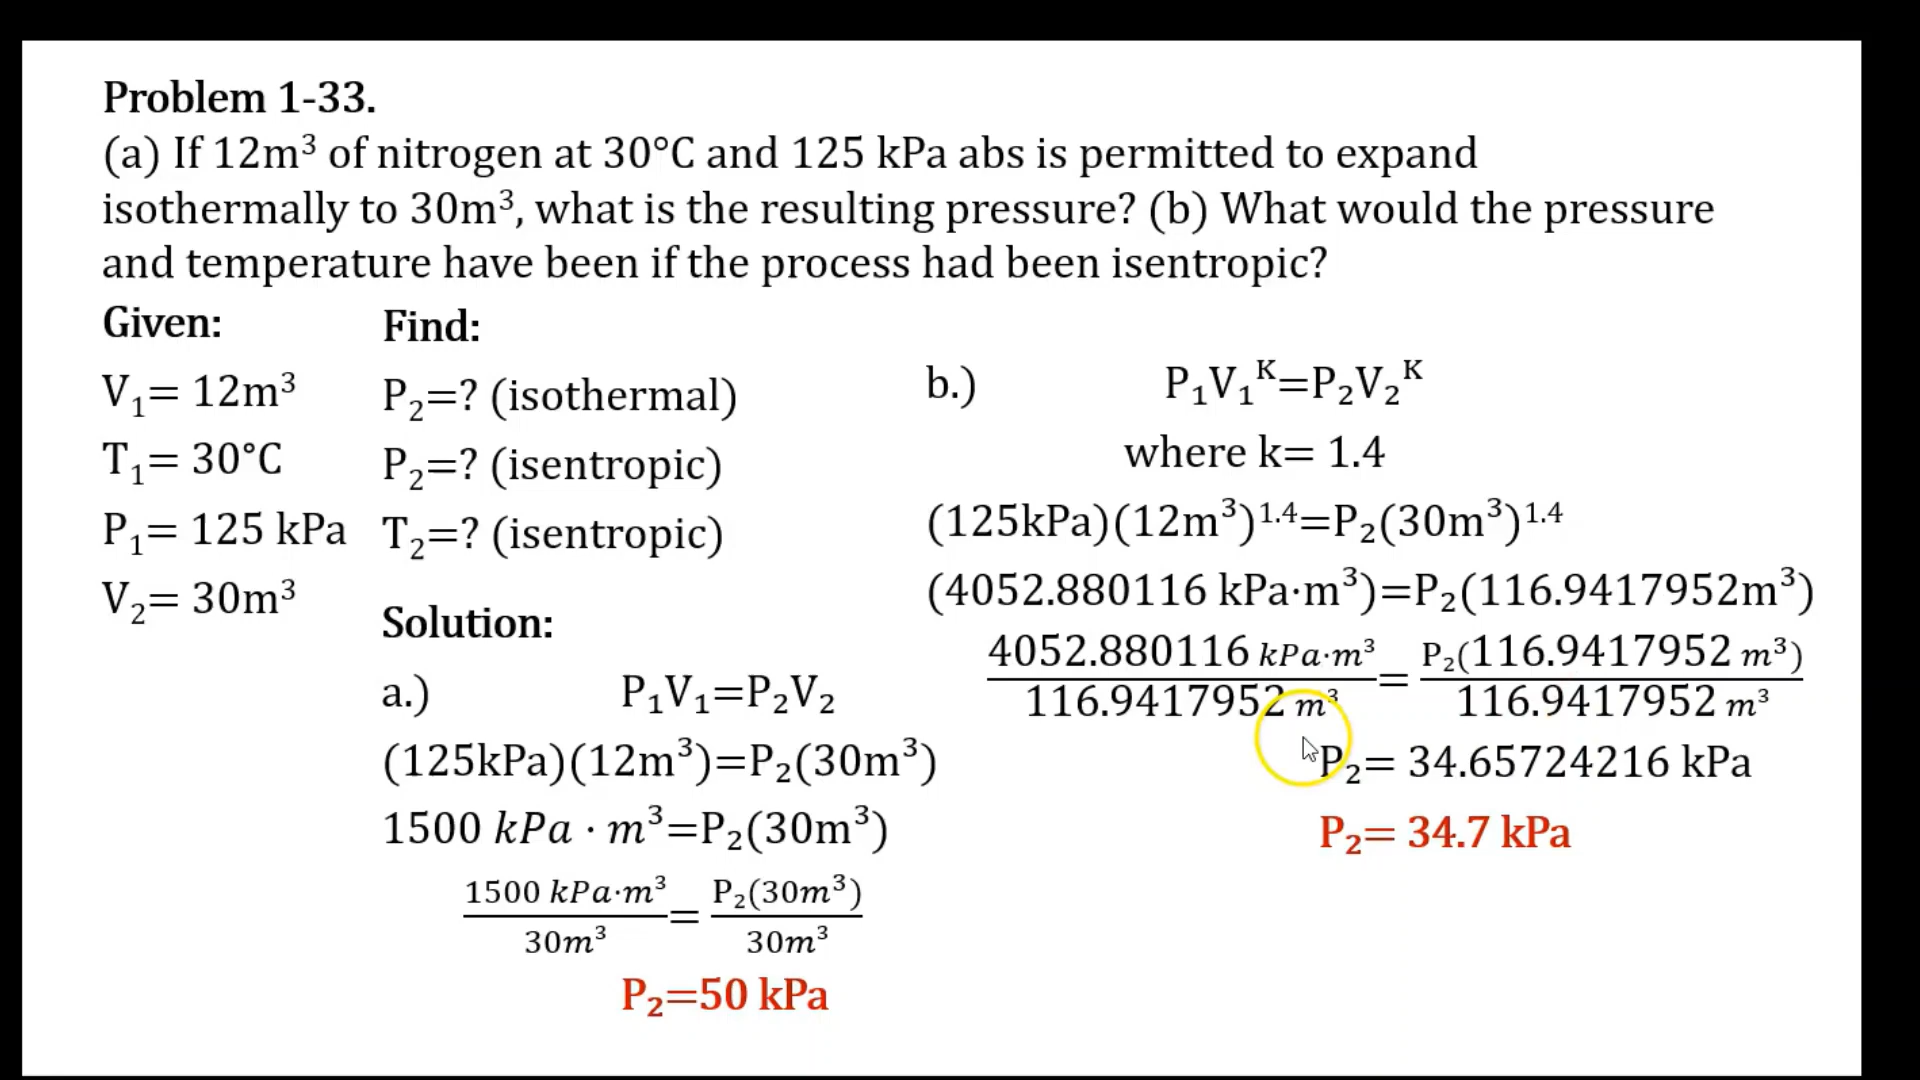 Problem 1-33.
(a) If 12m³ of nitrogen at 30°C and 125 kPa abs is permitted to expand
isothermally to 30m³, what is the resulting pressure? (b) What would the pressure
and temperature have been if the process had been isentropic?
Given:
V₁= 12m³
T₁= 30°C
P₁= 125 kPa
V₂= 30m³
Find:
P₂=? (isothermal)
P₂=? (isentropic)
T₂=? (isentropic)
Solution:
a.) P₁V₁=P₂V₂
(125kPa)(12m³)=P₂(30m³)
1500 kPa · m³=P₂(30m³)
1500 kPa·m³/30m³ = P₂(30m³)/30m³
P₂=50 kPa
b.) P₁V₁ᴷ=P₂V₂ᴷ
where k= 1.4
(125kPa)(12m³)¹·⁴=P₂(30m³)¹·⁴
(4052.880116 kPa·m³)=P₂(116.9417952m³)
4052.880116 kPa·m³/116.9417952 m³ = P₂(116.9417952 m³)/116.9417952 m³
P₂= 34.65724216 kPa
P₂= 34.7 kPa